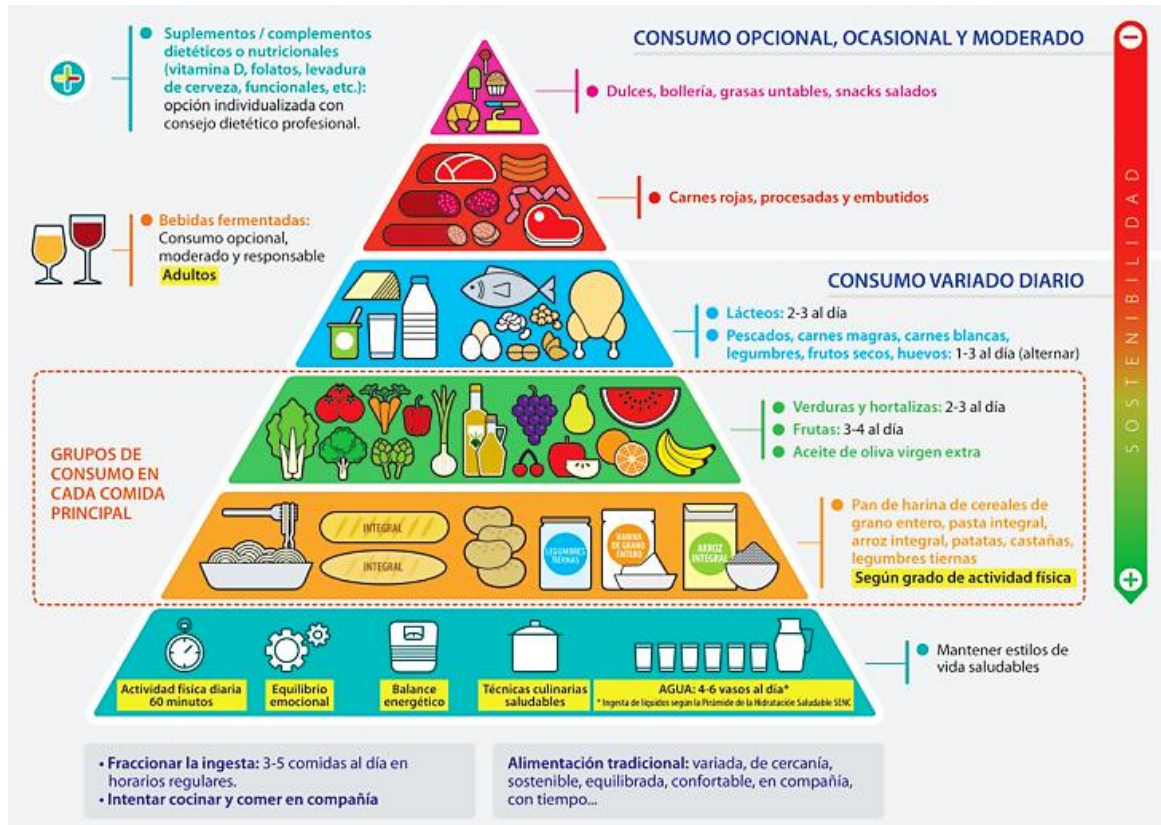 Suplementos / complementos
dietéticos o nutricionales
(vitamina D, folatos, levadura
de cerveza, funcionales, etc.):
opción individualizada con
consejo dietético profesional.
CONSUMO OPCIONAL, OCASIONAL Y MODERADO
Dulces, bollería, grasas untables, snacks salados
Carnes rojas, procesadas y embutidos
Bebidas fermentadas:
Consumo opcional,
moderado y responsable
Adultos
CONSUMO VARIADO DIARIO
Lácteos: 2-3 al día
Pescados, carnes magras, carnes blancas,
legumbres, frutos secos, huevos: 1-3 al día (alternar)
GRUPOS DE
CONSUMO EN
CADA COMIDA
PRINCIPAL
Verduras y hortalizas: 2-3 al día
Frutas: 3-4 al día
Aceite de oliva virgen extra
INTEGRAL
INTEGRAL
LEGUMBRES
TIERNAS
HARINA
DE GRANO
ENTERO
ARROZ
INTEGRAL
Pan de harina de cereales de
grano entero, pasta integral,
arroz integral, patatas, castañas,
legumbres tiernas
Según grado de actividad física
SOSTENIBILIDAD
Actividad física diaria
60 minutos
Equilibrio
emocional
Balance
energético
Técnicas culinarias
saludables
AGUA: 4-6 vasos al día*
* Ingesta de líquidos según la Pirámide de la Hidratación Saludable SENC
Mantener estilos de
vida saludables
• Fraccionar la ingesta: 3-5 comidas al día en
horarios regulares.
• Intentar cocinar y comer en compañía
Alimentación tradicional: variada, de cercanía,
sostenible, equilibrada, confortable, en compañía,
con tiempo...